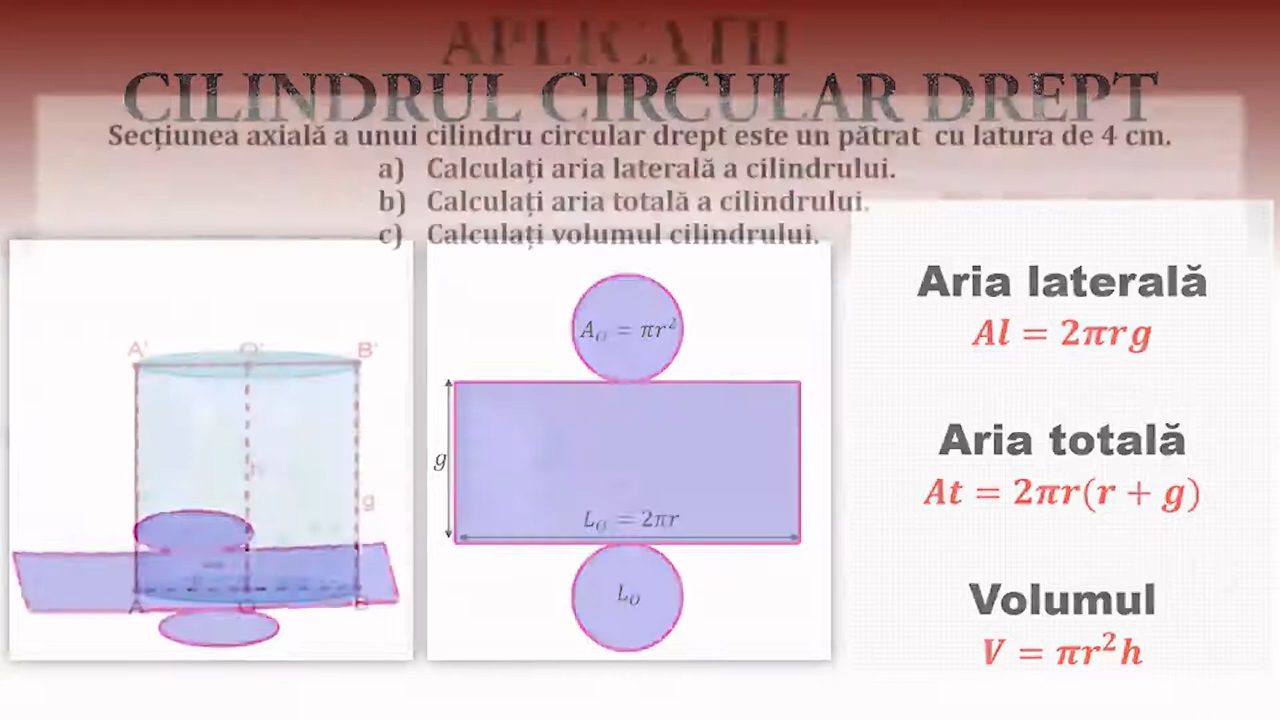 APLICAȚII
CILINDRUL CIRCULAR DREPT
Secțiunea axială a unui cilindru circular drept este un pătrat cu latura de 4 cm.
a) Calculați aria laterală a cilindrului.
b) Calculați aria totală a cilindrului.
c) Calculați volumul cilindrului.
A' O' B'
h
g
A O B
A_O = πr²
g
L_O = 2πr
L_O
Aria laterală
Al = 2πrg
Aria totală
At = 2πr(r + g)
Volumul
V = πr²h